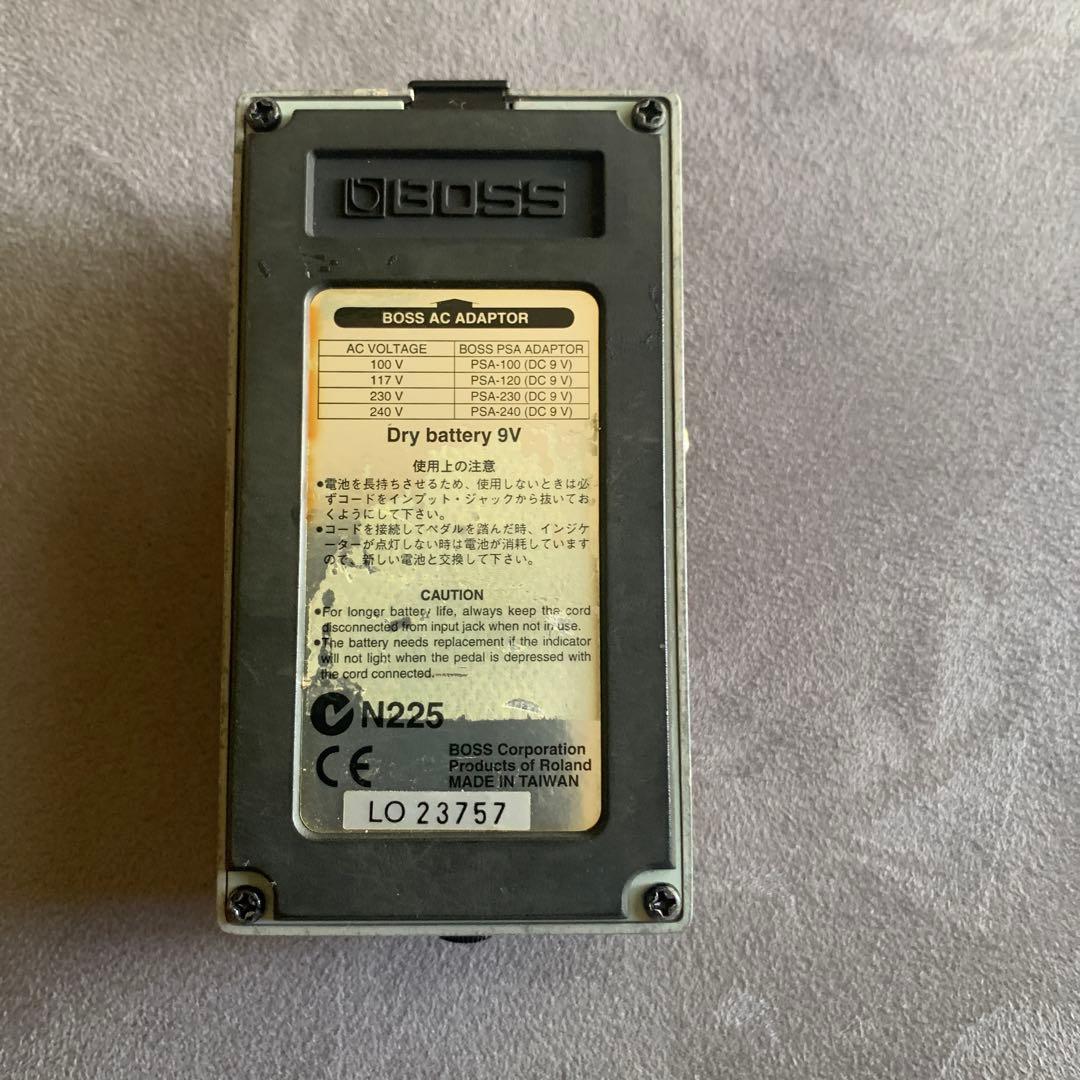 BOSS
BOSS AC ADAPTOR
AC VOLTAGE BOSS PSA ADAPTOR
100 V PSA-100 (DC 9 V)
117 V PSA-120 (DC 9 V)
230 V PSA-230 (DC 9 V)
240 V PSA-240 (DC 9 V)
Dry battery 9V
使用上の注意
●電池を長持ちさせるため、使用しないときは必
ずコードをインプット・ジャックから抜いてお
くようにして下さい。
●コードを接続してペダルを踏んだ時、インジケ
ーターが点灯しない時は電池が消耗しています
ので、新しい電池と交換して下さい。
CAUTION
●For longer battery life, always keep the cord
disconnected from input jack when not in use.
●The battery needs replacement if the indicator
will not light when the pedal is depressed with
the cord connected.
N225
CE
BOSS Corporation
Products of Roland
MADE IN TAIWAN
LO 23757